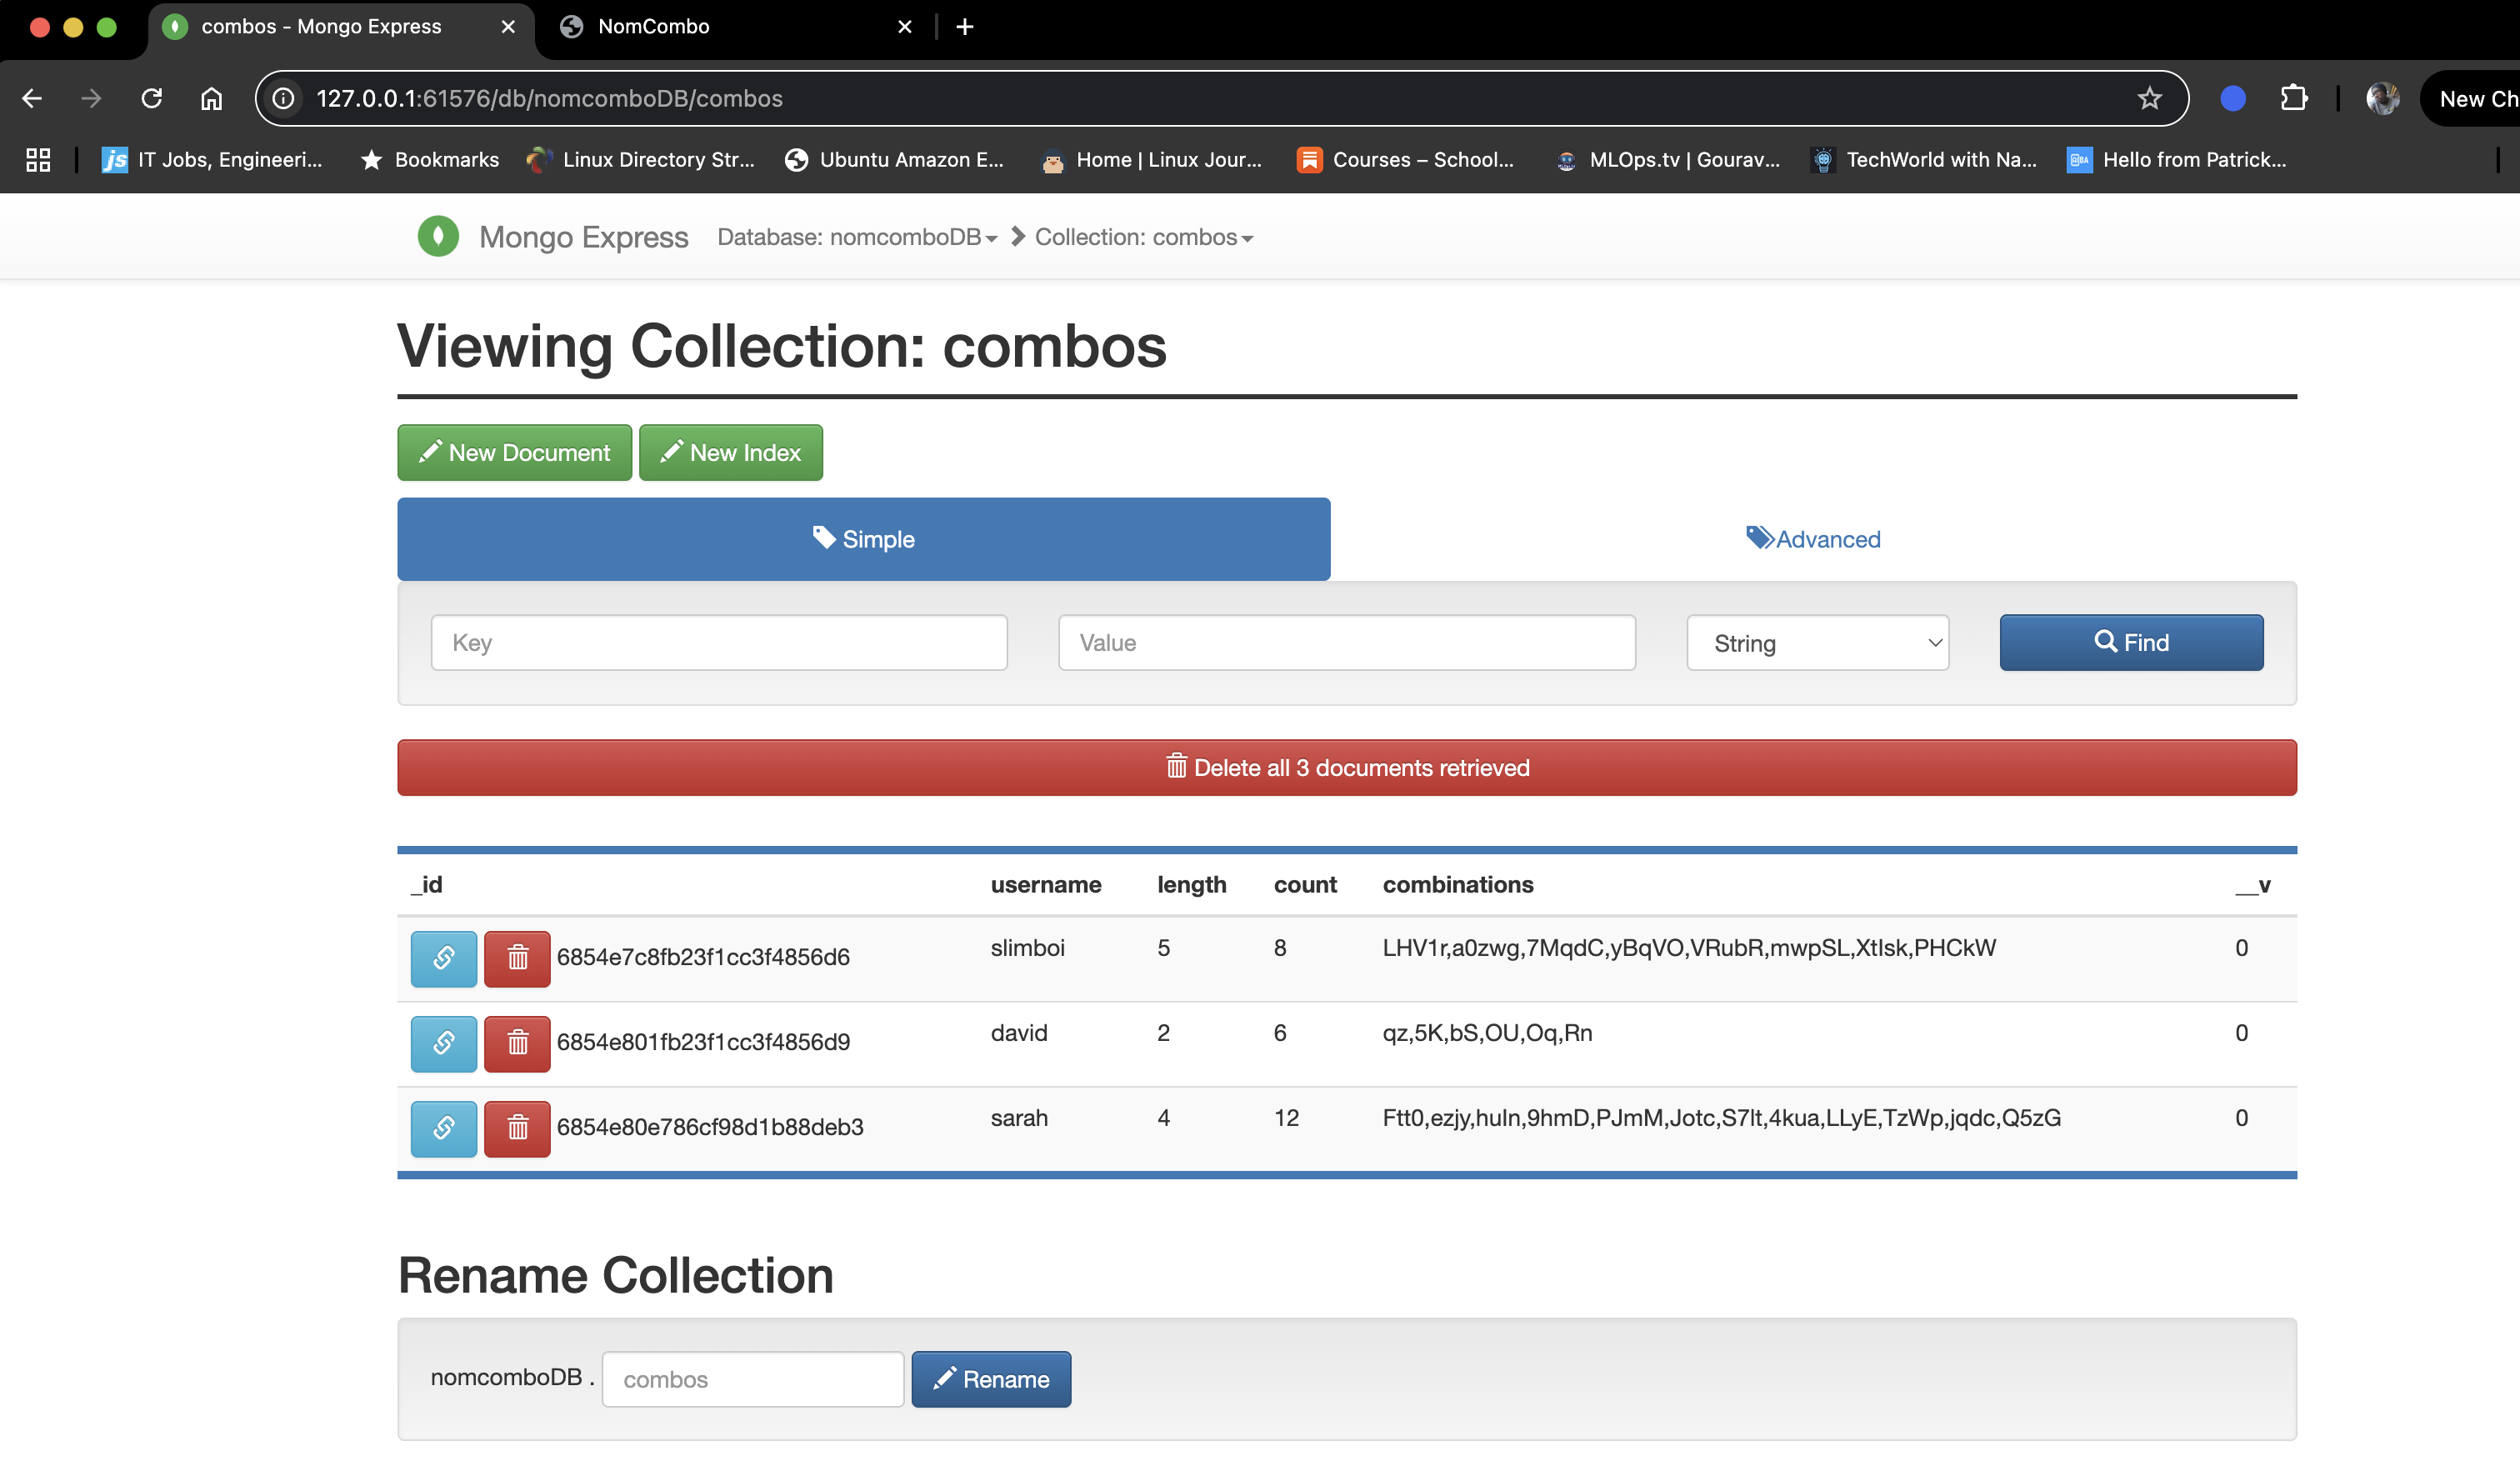 combos - Mongo Express
NomCombo
127.0.0.1:61576/db/nomcomboDB/combos
New Ch
IT Jobs, Engineeri...
Bookmarks
Linux Directory Str...
Ubuntu Amazon E...
Home | Linux Jour...
Courses – School...
MLOps.tv | Gourav...
TechWorld with Na...
Hello from Patrick...
Mongo Express Database: nomcomboDB Collection: combos
Viewing Collection: combos
New Document New Index
Simple Advanced
Key Value String Find
Delete all 3 documents retrieved
_id username length count combinations __v
6854e7c8fb23f1cc3f4856d6 slimboi 5 8 LHV1r,a0zwg,7MqdC,yBqVO,VRubR,mwpSL,XtIsk,PHCkW 0
6854e801fb23f1cc3f4856d9 david 2 6 qz,5K,bS,OU,Oq,Rn 0
6854e80e786cf98d1b88deb3 sarah 4 12 Ftt0,ezjy,huIn,9hmD,PJmM,Jotc,S7lt,4kua,LLyE,TzWp,jqdc,Q5zG 0
Rename Collection
nomcomboDB . combos Rename